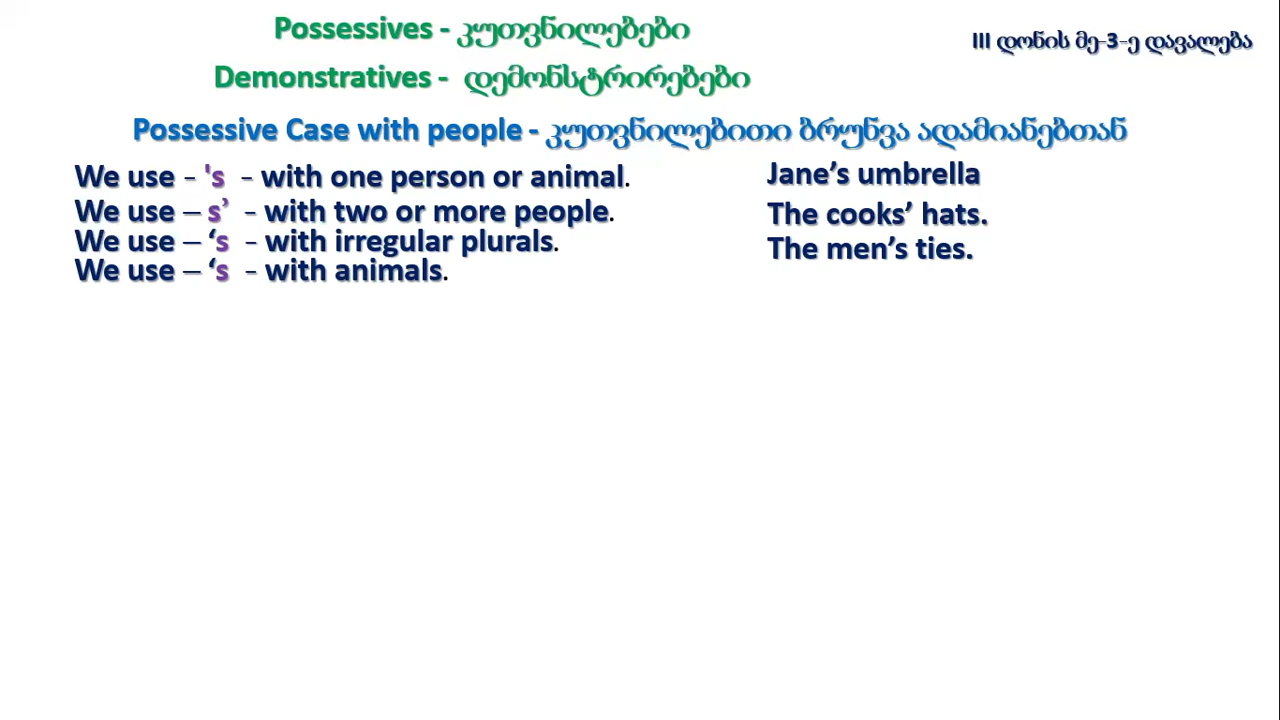 Possessives - კუთვნილებები
III დონის მე-3-ე დავალება
Demonstratives - დემონსტრირებები
Possessive Case with people - კუთვნილებითი ბრუნვა ადამიანებთან
We use - 's - with one person or animal.
Jane’s umbrella
We use – s’ - with two or more people.
The cooks’ hats.
We use – ‘s - with irregular plurals.
The men’s ties.
We use – ‘s - with animals.